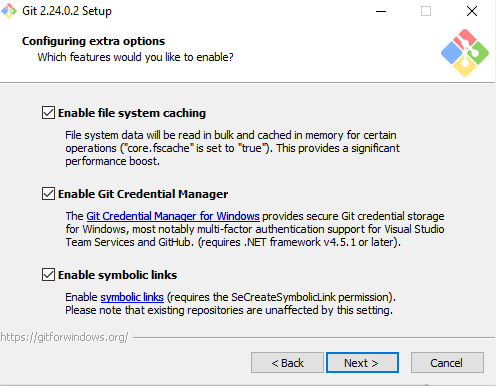 Git 2.24.0.2 Setup
Configuring extra options
Which features would you like to enable?
Enable file system caching
File system data will be read in bulk and cached in memory for certain
operations ("core.fscache" is set to "true"). This provides a significant
performance boost.
Enable Git Credential Manager
The Git Credential Manager for Windows provides secure Git credential storage
for Windows, most notably multi-factor authentication support for Visual Studio
Team Services and GitHub. (requires .NET framework v4.5.1 or later).
Enable symbolic links
Enable symbolic links (requires the SeCreateSymbolicLink permission).
Please note that existing repositories are unaffected by this setting.
https://gitforwindows.org/
< Back Next > Cancel